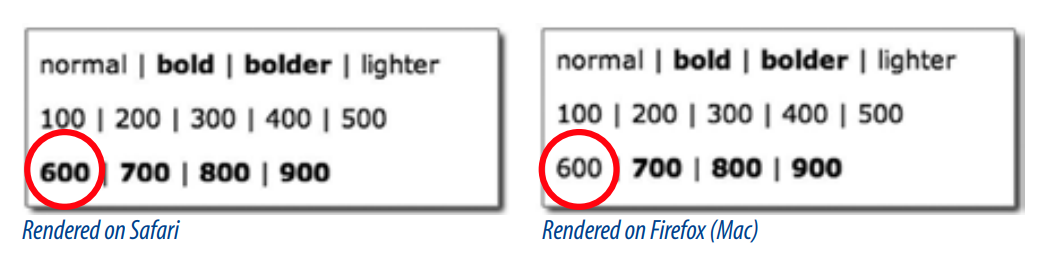 normal | bold | bolder | lighter
100 | 200 | 300 | 400 | 500
600 | 700 | 800 | 900
Rendered on Safari
normal | bold | bolder | lighter
100 | 200 | 300 | 400 | 500
600 700 | 800 | 900
Rendered on Firefox (Mac)